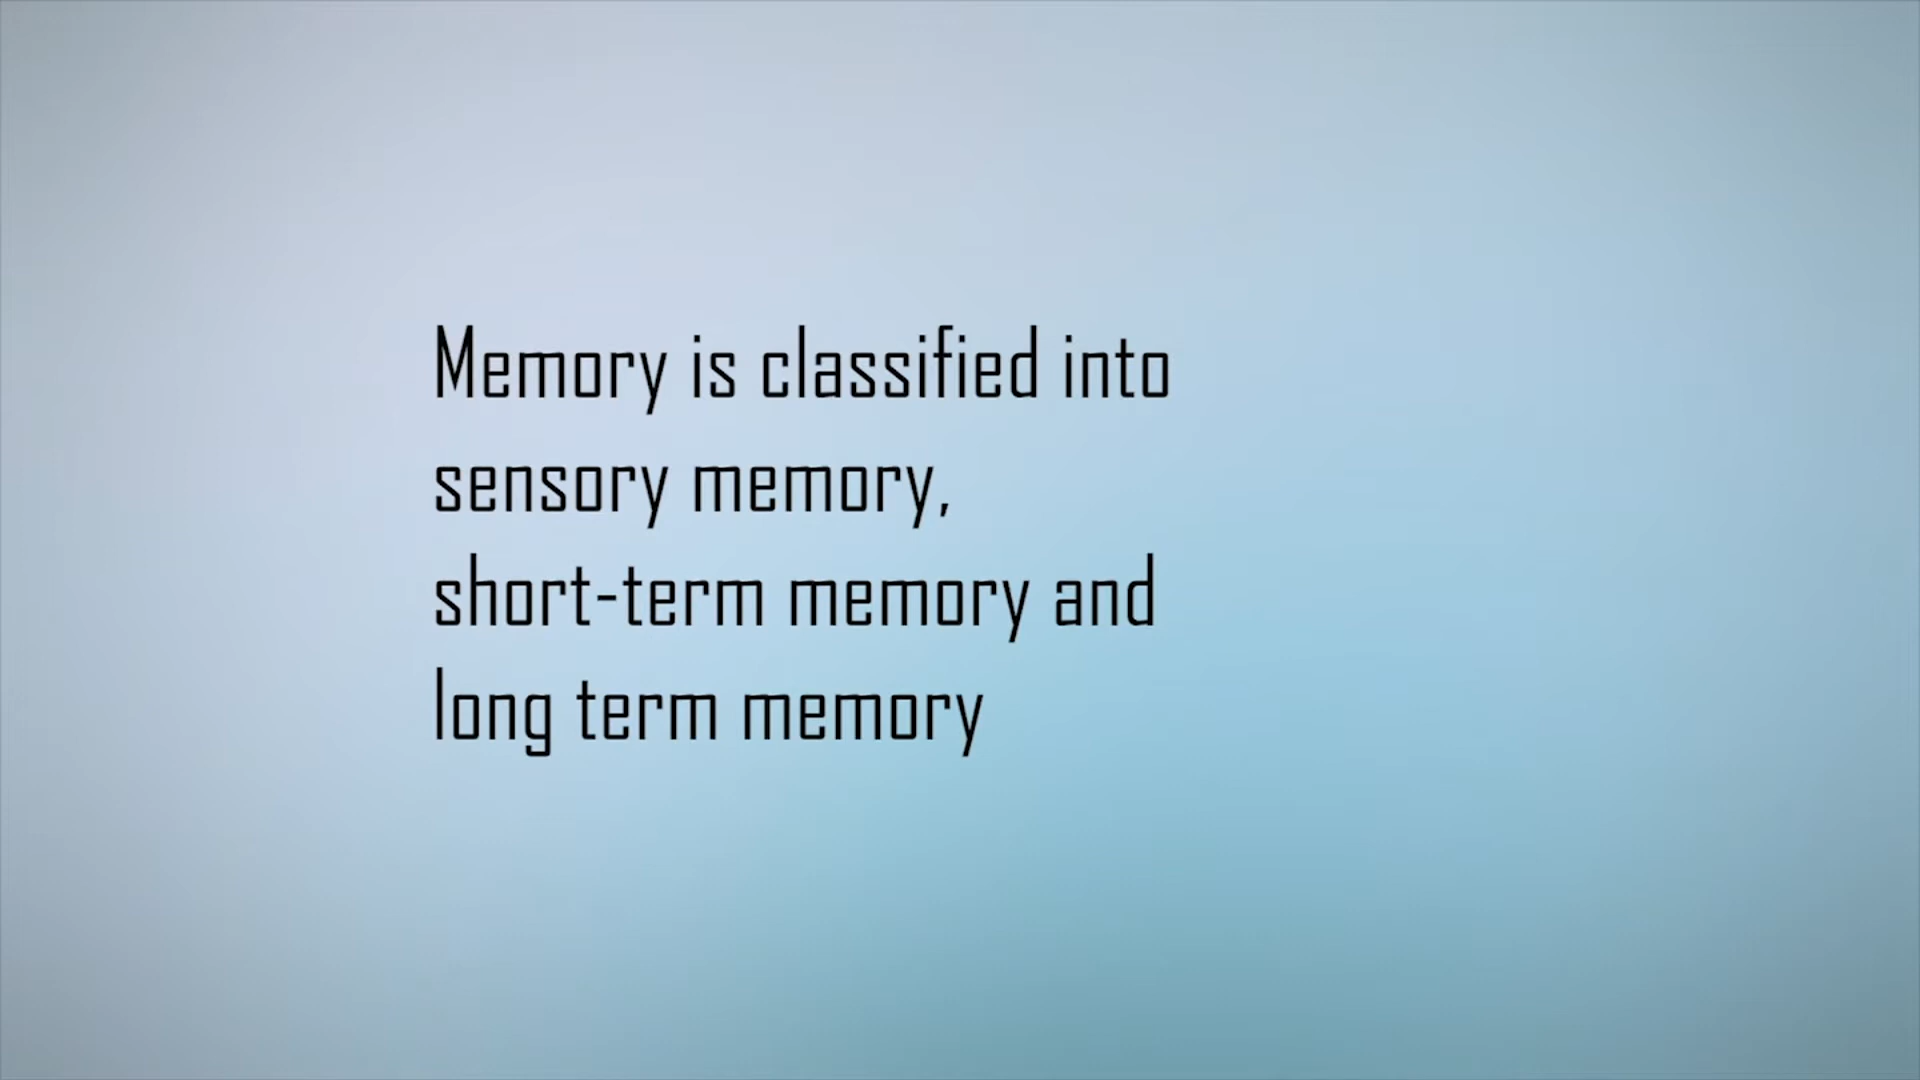 Memory is classified into
sensory memory,
short-term memory and
long term memory